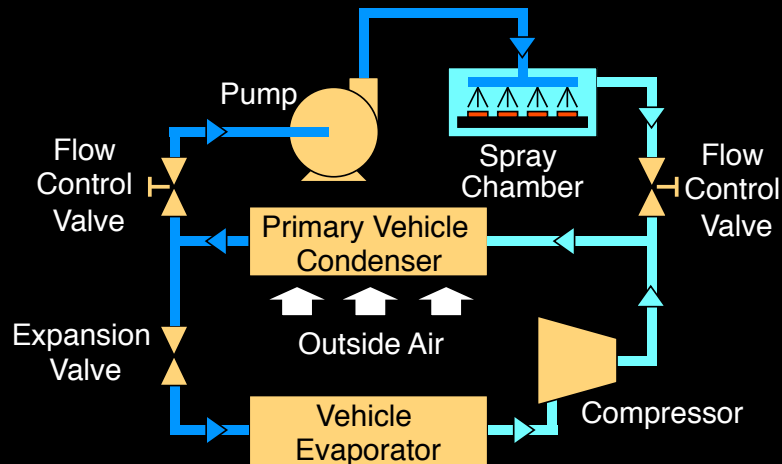 Pump
Flow
Control
Valve
Spray
Chamber
Flow
Control
Valve
Primary Vehicle
Condenser
Outside Air
Expansion
Valve
Compressor
Vehicle
Evaporator